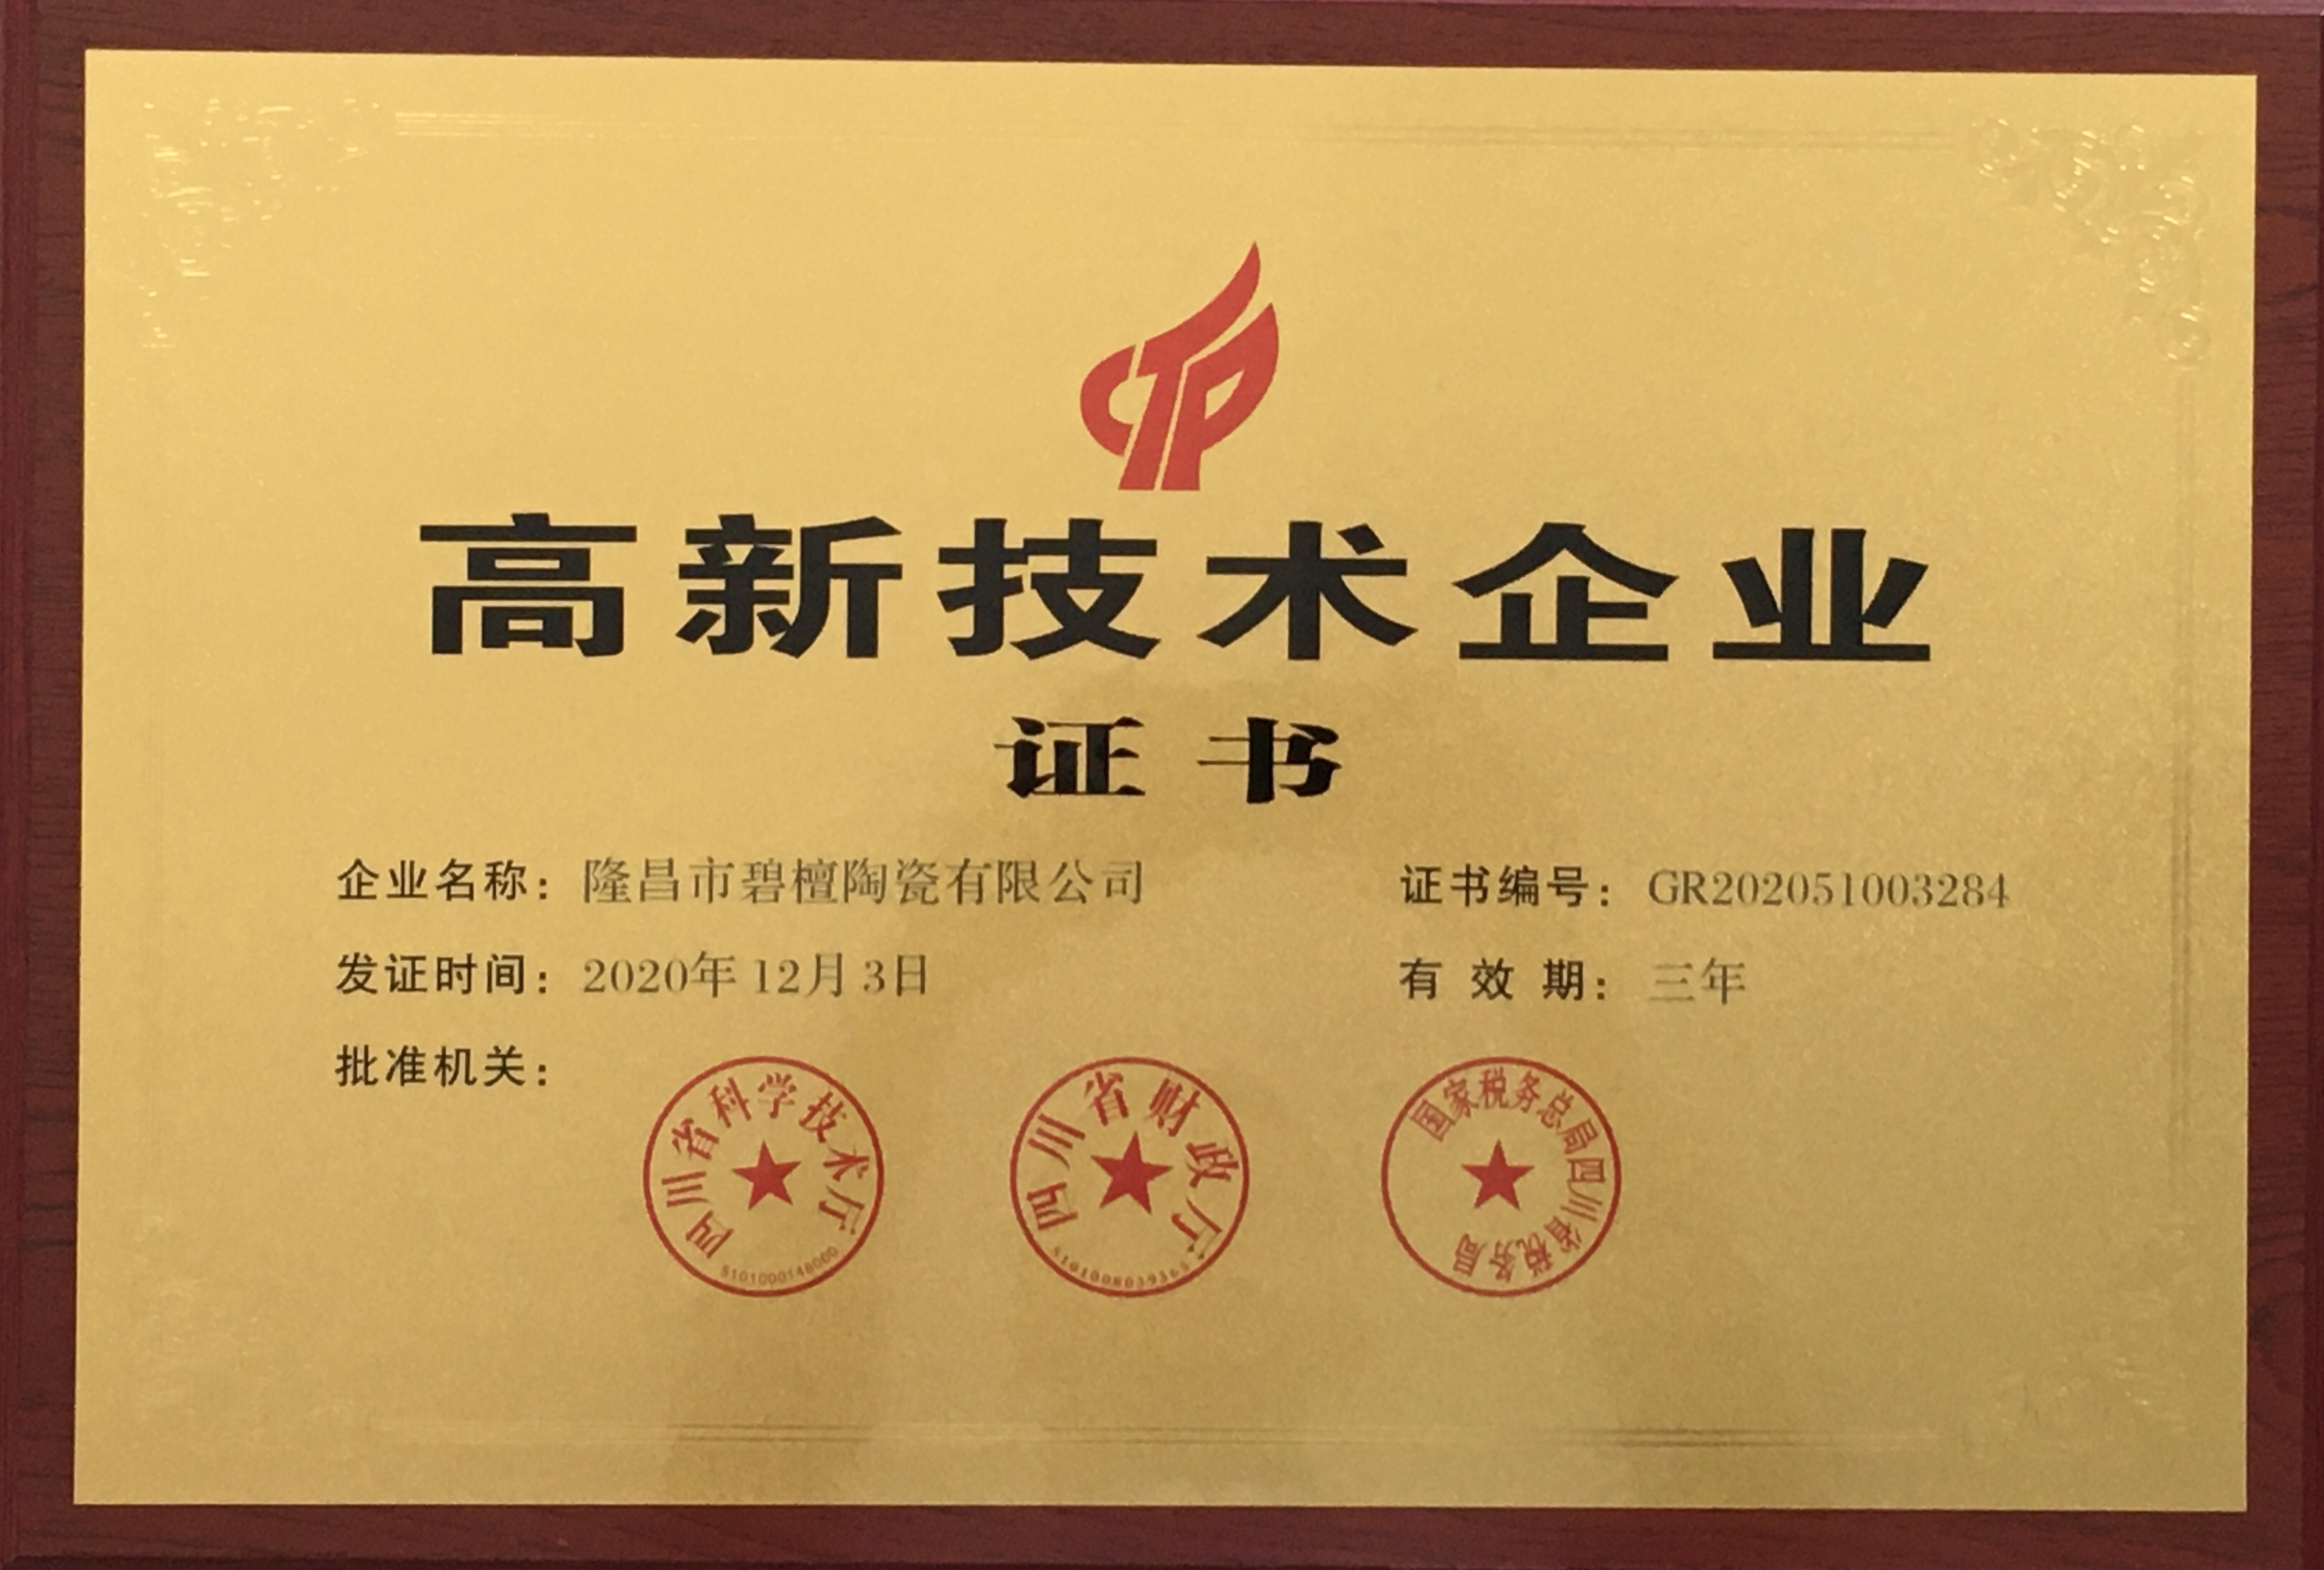 高新技术企业
证书
企业名称：隆昌市碧檀陶瓷有限公司
证书编号：GR202051003284
发证时间：2020年12月3日
有 效 期：三年
批准机关：
四川省科学技术厅
5101000148000
四川省财政厅
5101008039365
国家税务总局四川省税务局